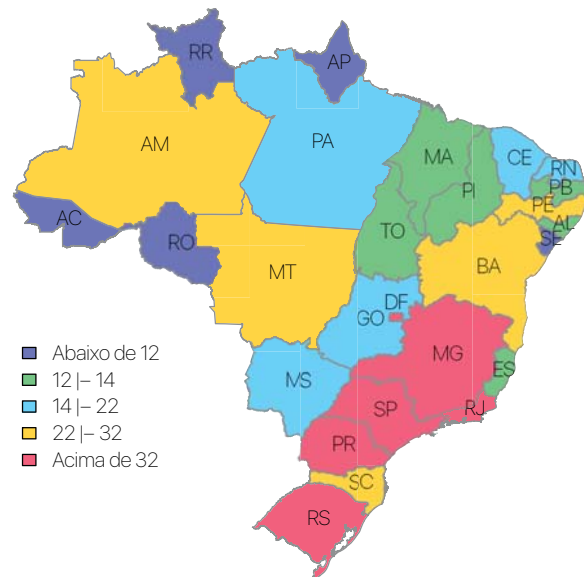 RR
AP
AM
PA
MA
CE
RN
PI
PB
PE
AL
SE
AC
RO
TO
MT
BA
DF
GO
MG
ES
MS
SP
RJ
PR
SC
RS
Abaixo de 12
12 |– 14
14 |– 22
22 |– 32
Acima de 32